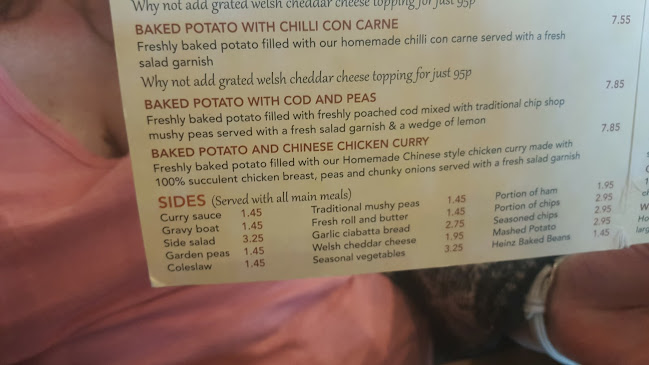 Why not add grated welsh cheddar cheese topping for just 95p
BAKED POTATO WITH CHILLI CON CARNE 7.55
Freshly baked potato filled with our homemade chilli con carne served with a fresh
salad garnish
Why not add grated welsh cheddar cheese topping for just 95p
BAKED POTATO WITH COD AND PEAS 7.85
Freshly baked potato filled with freshly poached cod mixed with traditional chip shop
mushy peas served with a fresh salad garnish & a wedge of lemon
BAKED POTATO AND CHINESE CHICKEN CURRY 7.85
Freshly baked potato filled with our Homemade Chinese style chicken curry made with
100% succulent chicken breast, peas and chunky onions served with a fresh salad garnish
SIDES (Served with all main meals)
Curry sauce 1.45
Gravy boat 1.45
Side salad 3.25
Garden peas 1.45
Coleslaw 1.45
Traditional mushy peas 1.45
Fresh roll and butter 1.45
Garlic ciabatta bread 2.75
Welsh cheddar cheese 1.95
Seasonal vegetables 3.25
Portion of ham 1.95
Portion of chips 2.95
Seasoned chips 2.95
Mashed Potato 2.95
Heinz Baked Beans 1.45